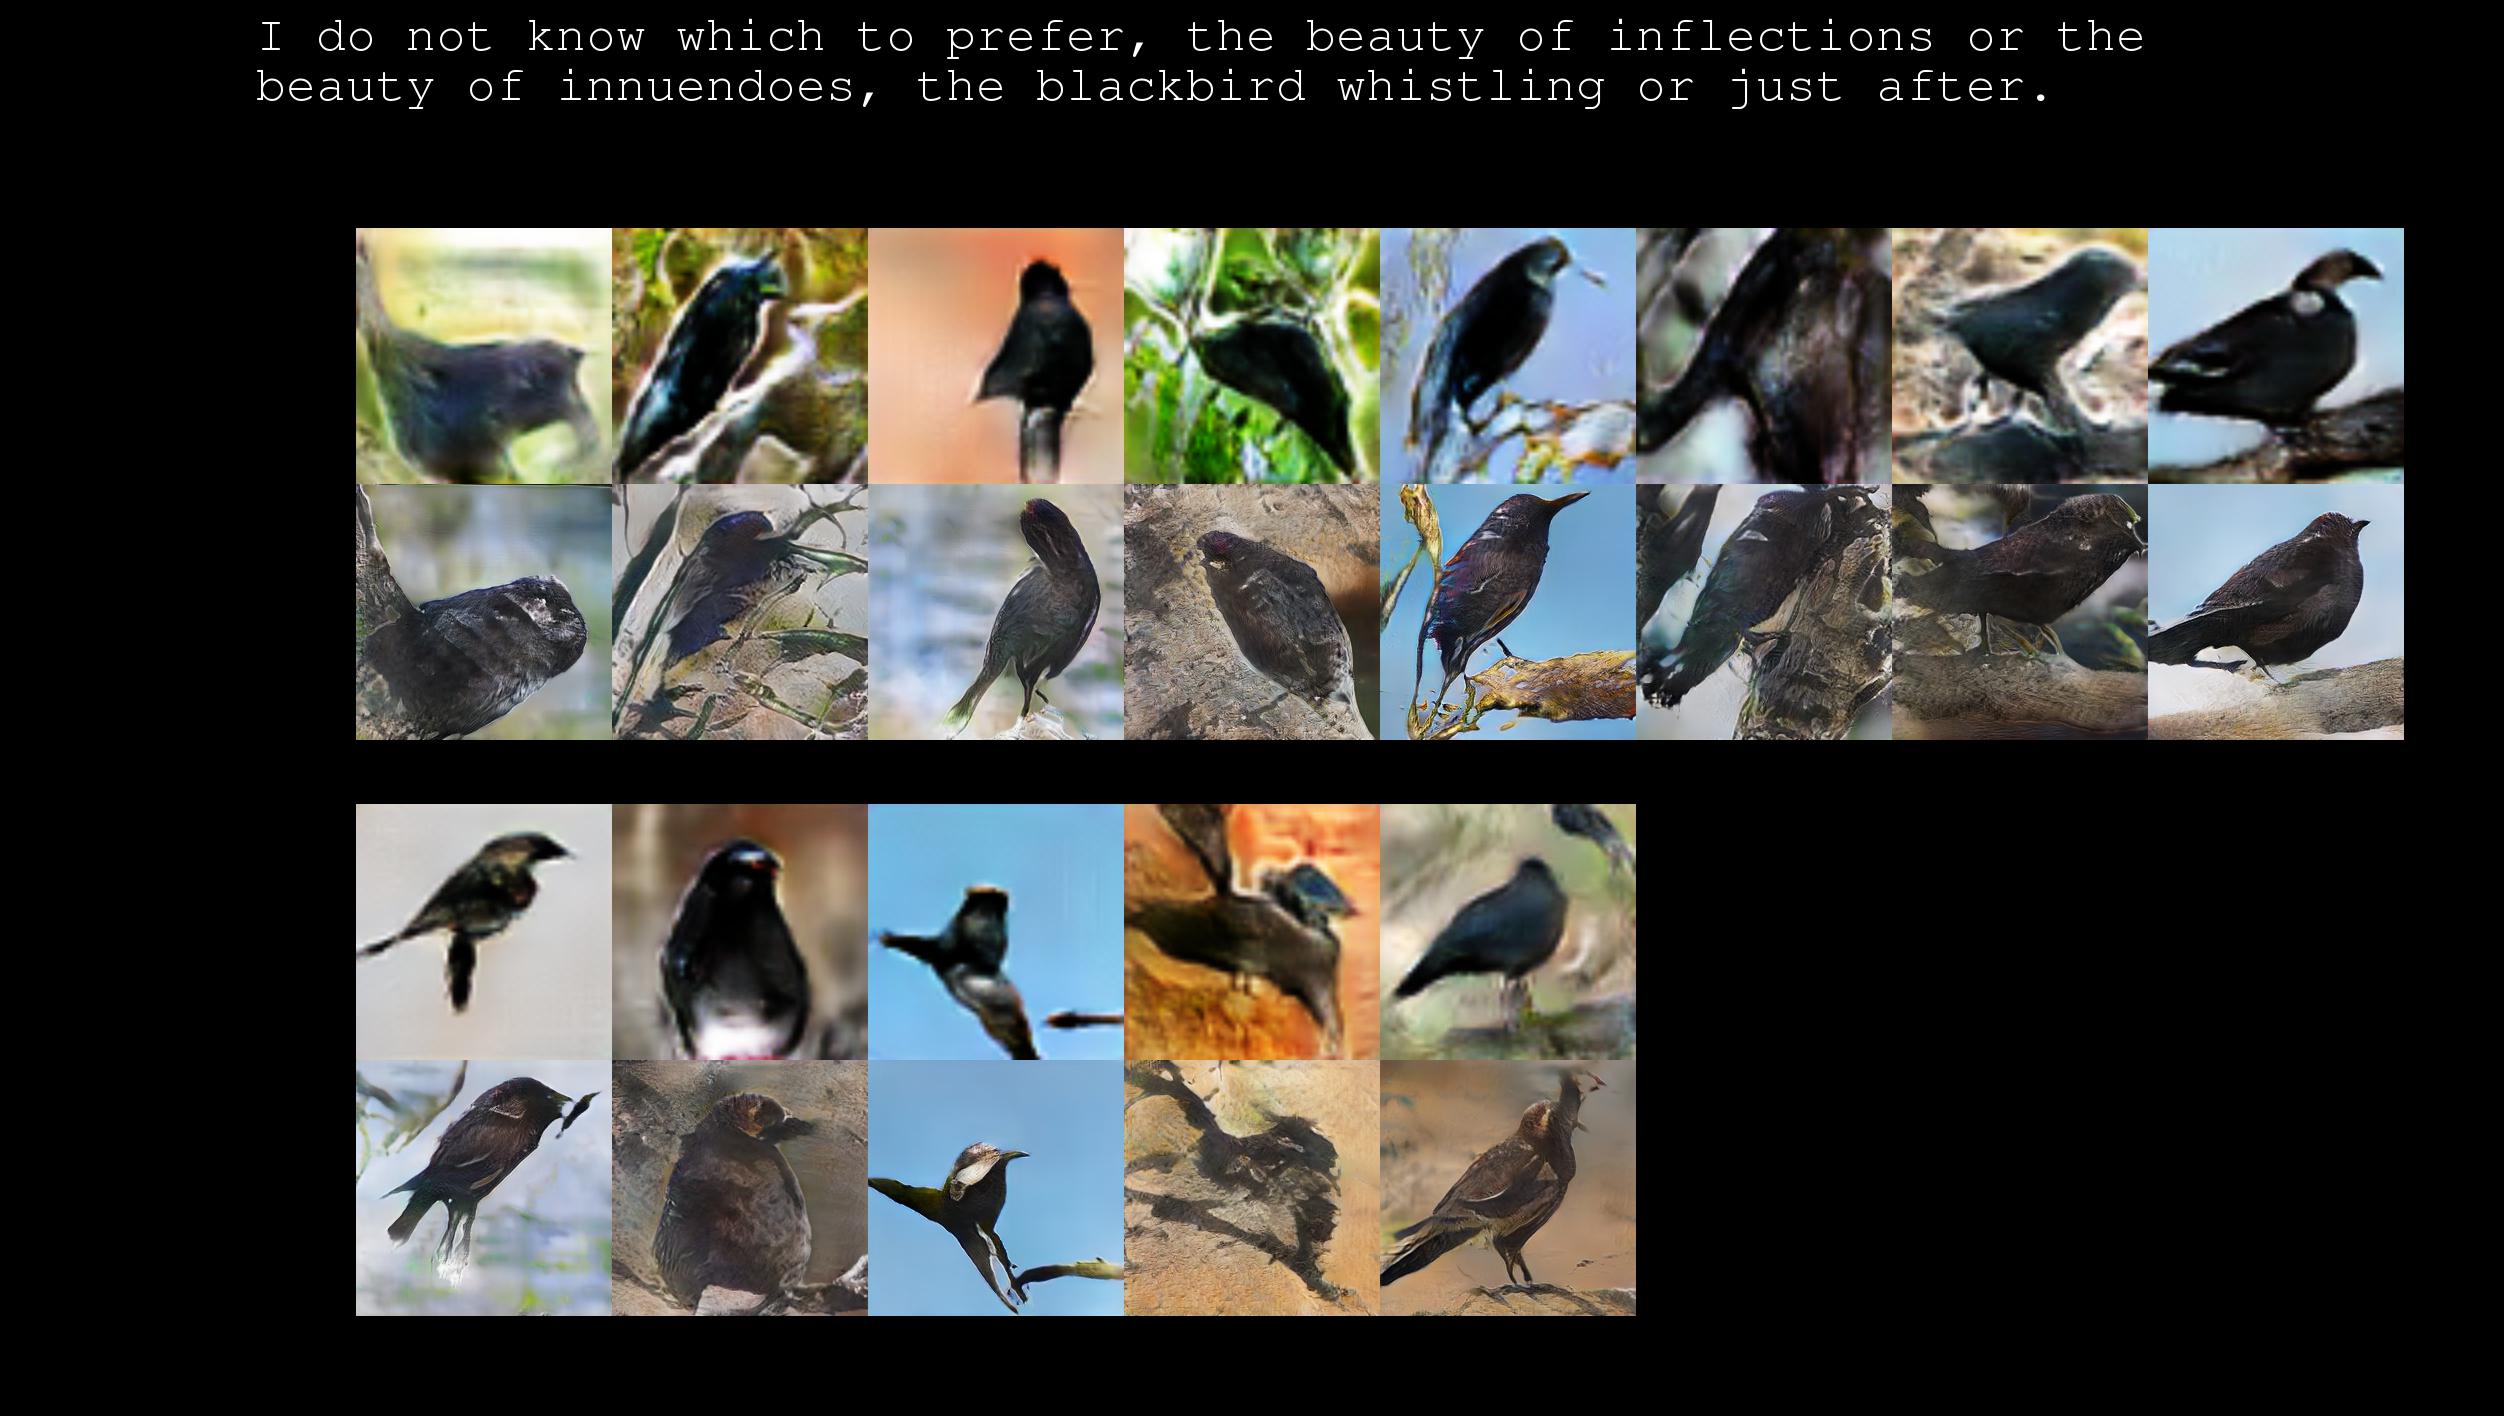 I do not know which to prefer, the beauty of inflections or the
beauty of innuendoes, the blackbird whistling or just after.